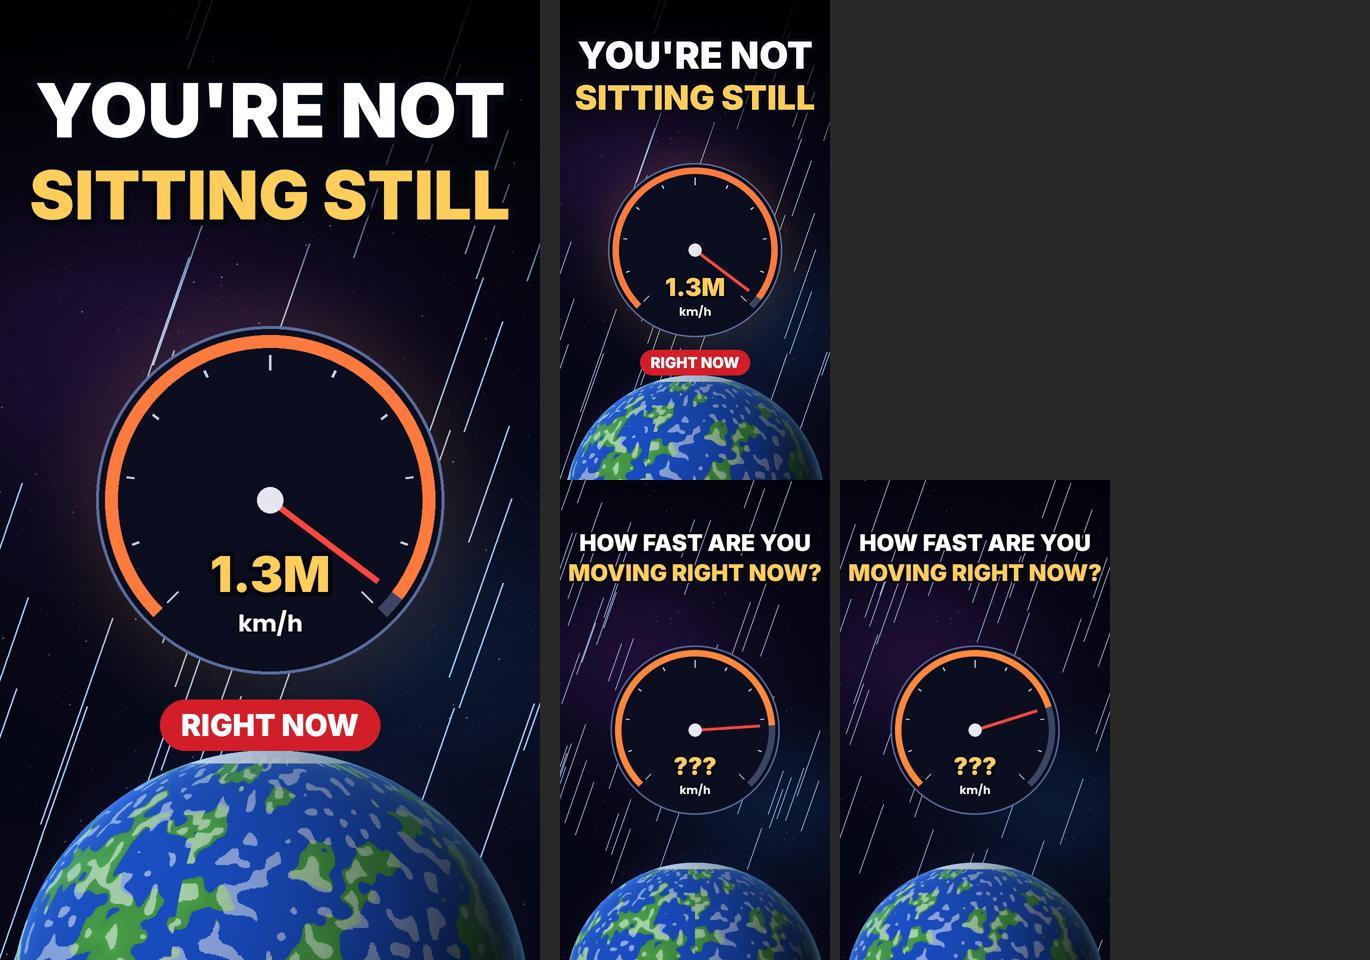 YOU'RE NOT
SITTING STILL
1.3M
km/h
RIGHT NOW
YOU'RE NOT
SITTING STILL
1.3M
km/h
RIGHT NOW
HOW FAST ARE YOU
MOVING RIGHT NOW?
???
km/h
HOW FAST ARE YOU
MOVING RIGHT NOW?
???
km/h